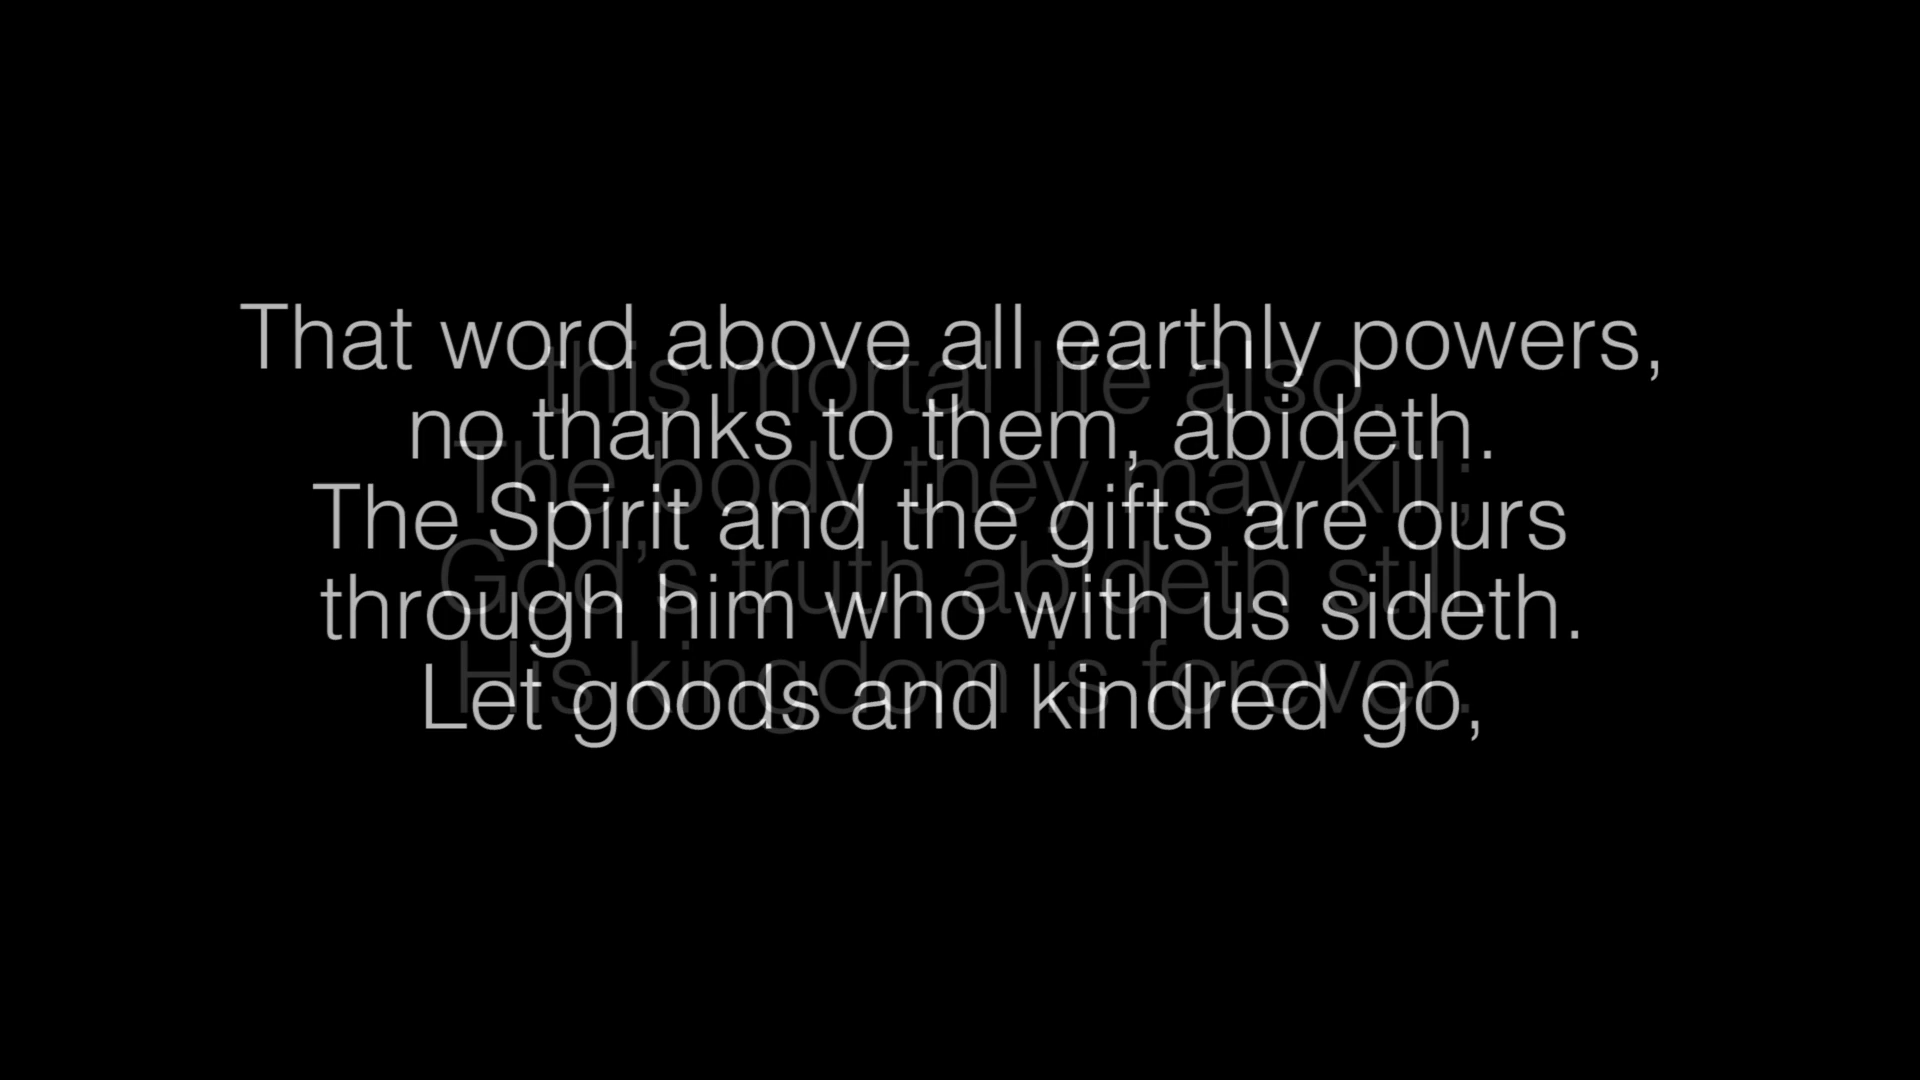 That word above all earthly powers,
no thanks to them, abideth.
The Spirit and the gifts are ours
through him who with us sideth.
Let goods and kindred go,
this mortal life also.
The body they may kill;
God's truth abideth still.
His kingdom is forever.